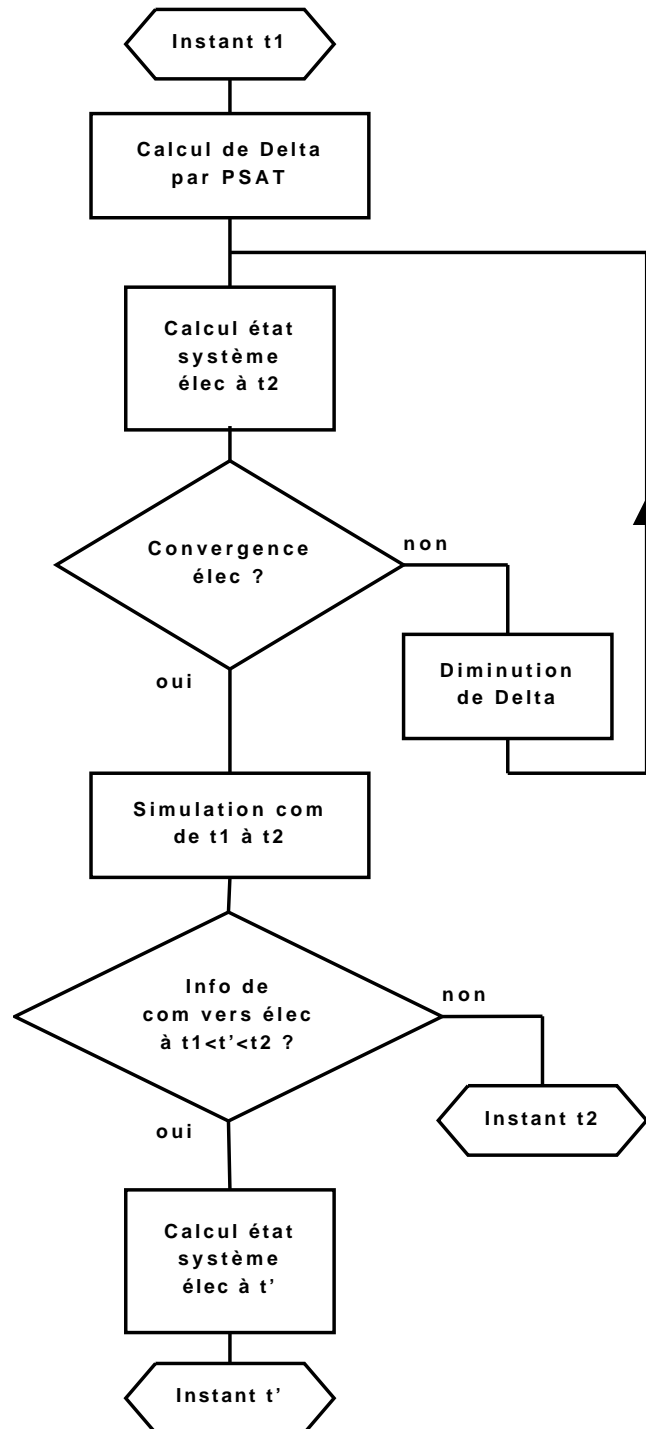 Instant t1
Calcul de Delta
par PSAT
Calcul état
système
élec à t2
Convergence
élec ?
non
oui
Diminution
de Delta
Simulation com
de t1 à t2
Info de
com vers élec
à t1<t’<t2 ?
non
oui
Instant t2
Calcul état
système
élec à t’
Instant t’